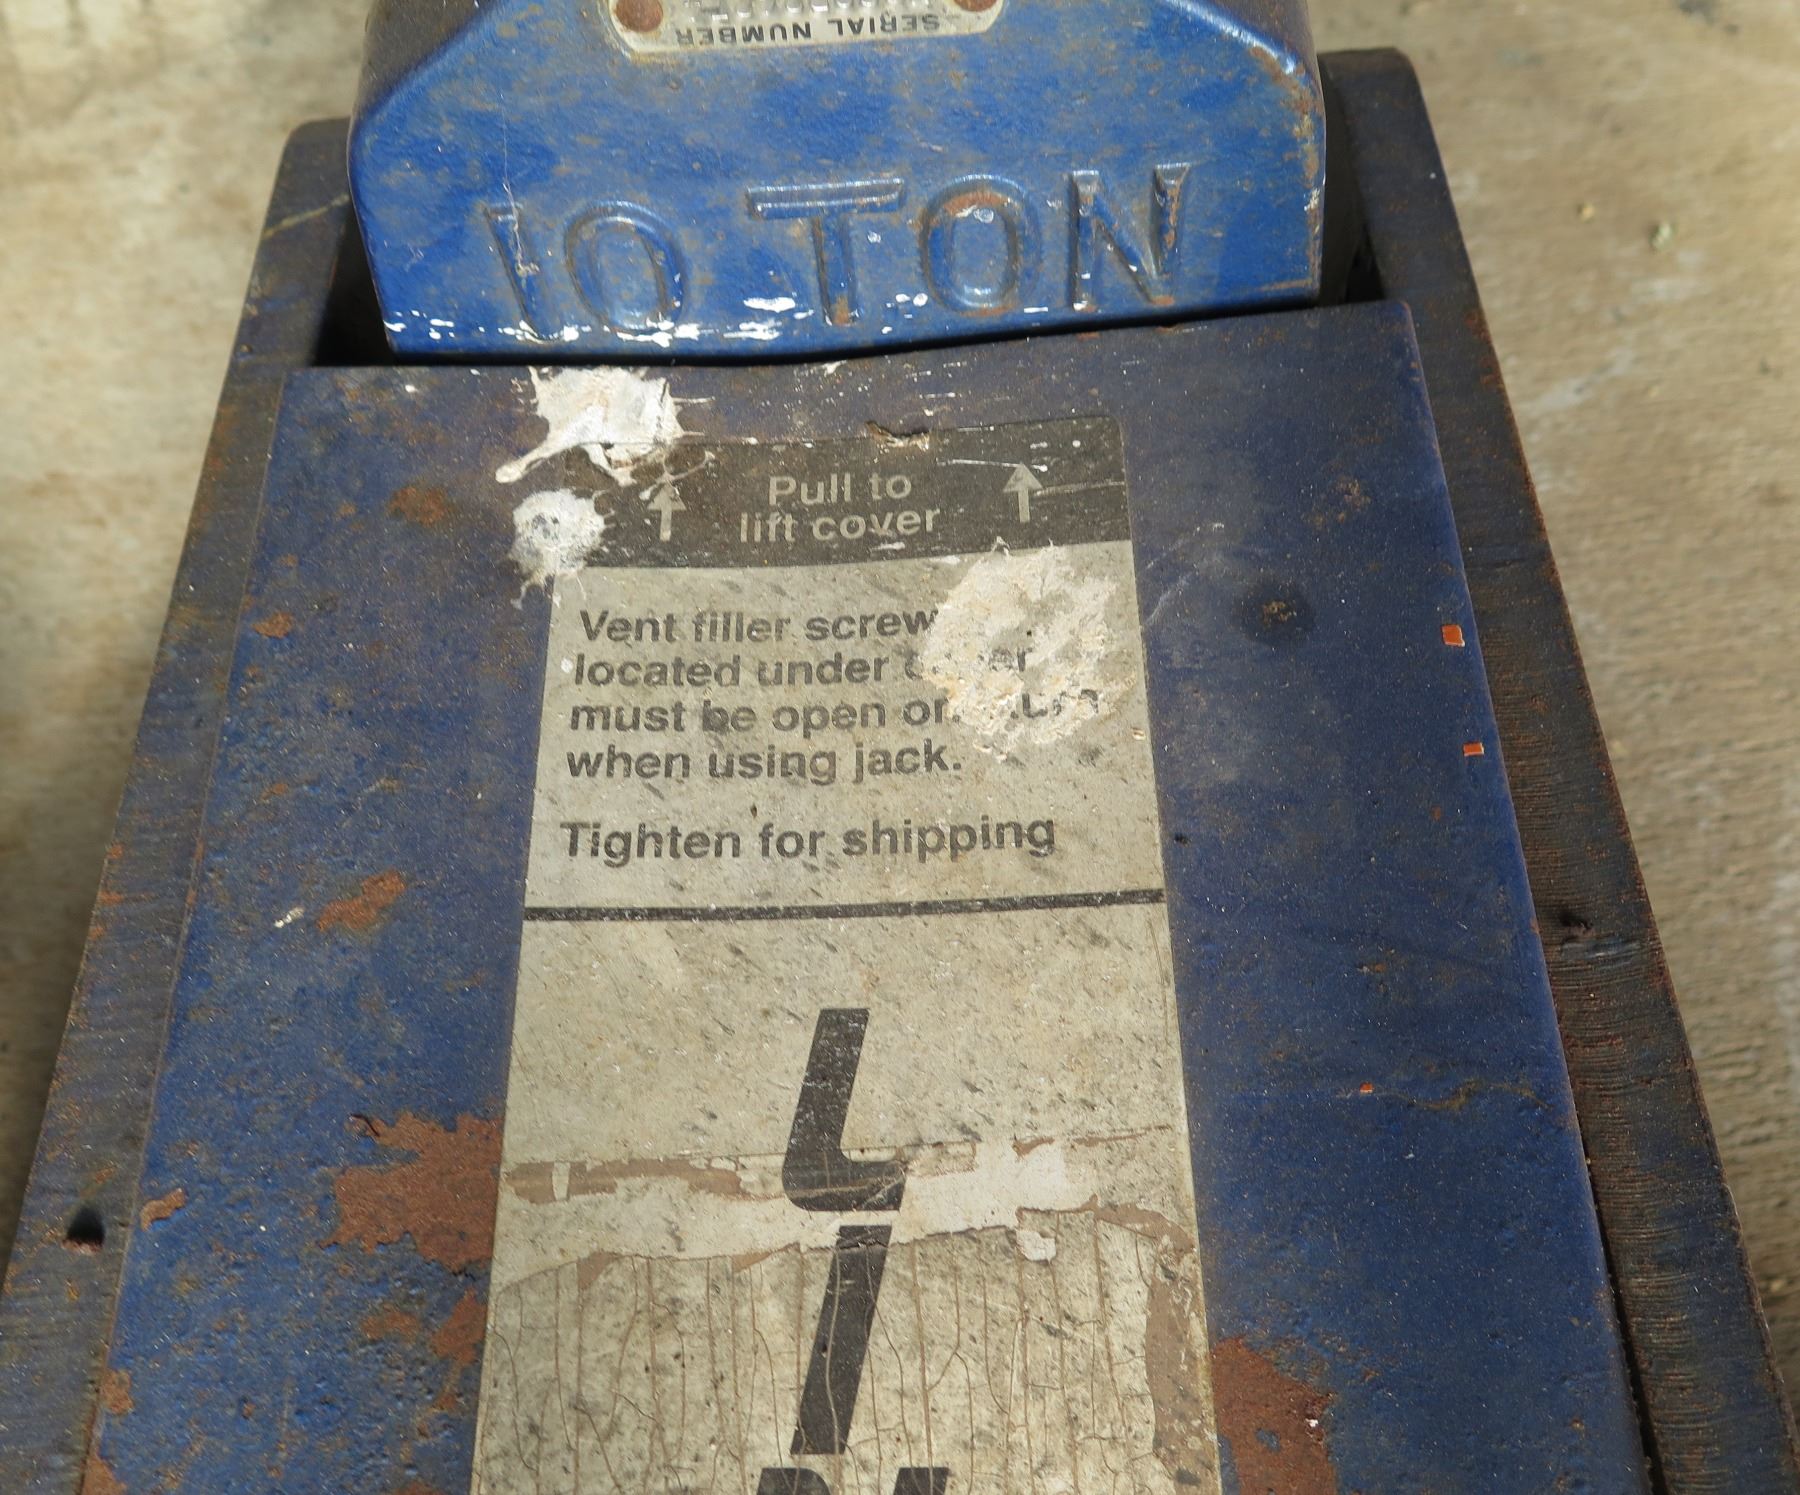 SERIAL NUMBER
10 TON
Pull to
lift cover
Vent filler screw
located under
must be open
when using jack.
Tighten for shipping
LIN